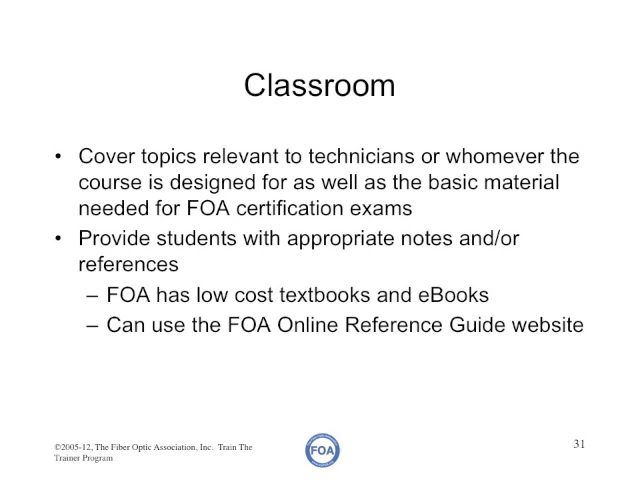 Classroom
• Cover topics relevant to technicians or whomever the
course is designed for as well as the basic material
needed for FOA certification exams
• Provide students with appropriate notes and/or
references
– FOA has low cost textbooks and eBooks
– Can use the FOA Online Reference Guide website
©2005-12, The Fiber Optic Association, Inc. Train The
Trainer Program
FOA
31